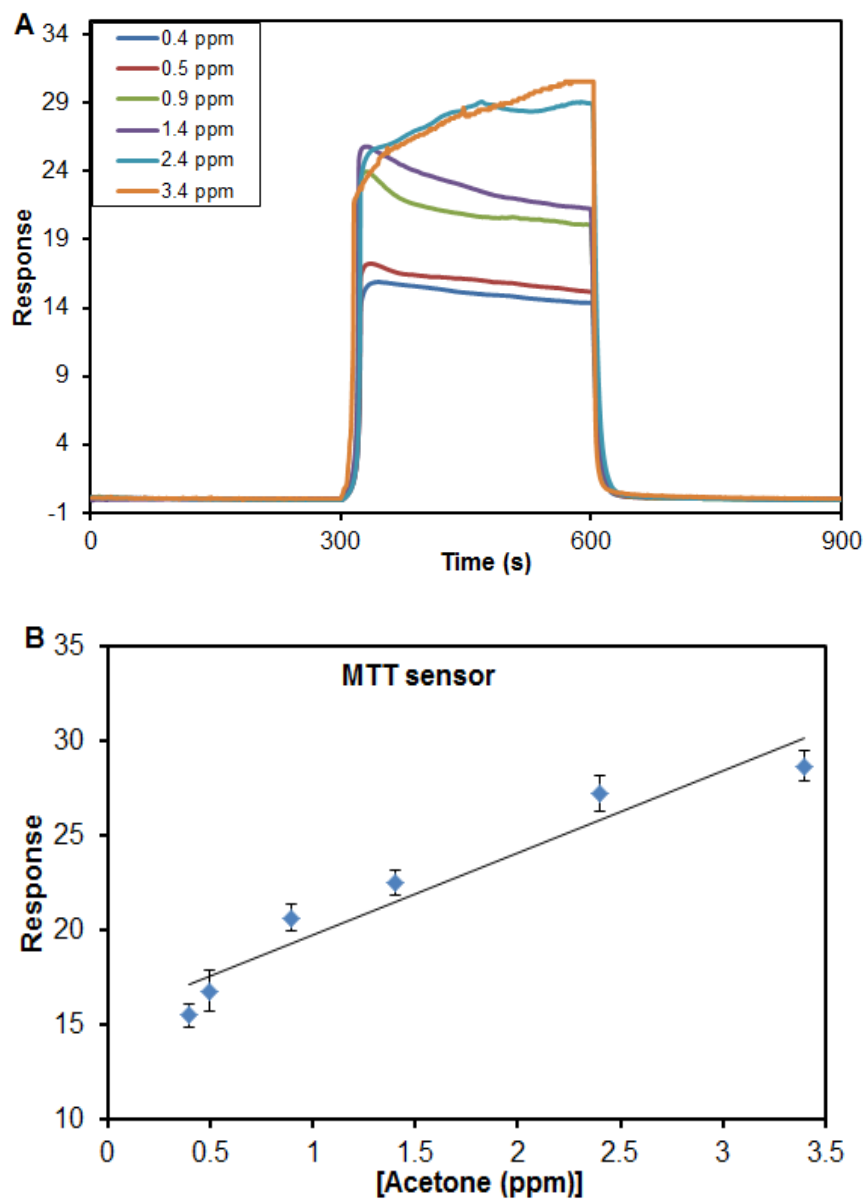 A
34
29
24
19
14
9
4
-1
Response
0.4 ppm
0.5 ppm
0.9 ppm
1.4 ppm
2.4 ppm
3.4 ppm
0 300 600 900
Time (s)
B
MTT sensor
35
30
25
20
15
10
Response
0 0.5 1 1.5 2 2.5 3 3.5
[Acetone (ppm)]